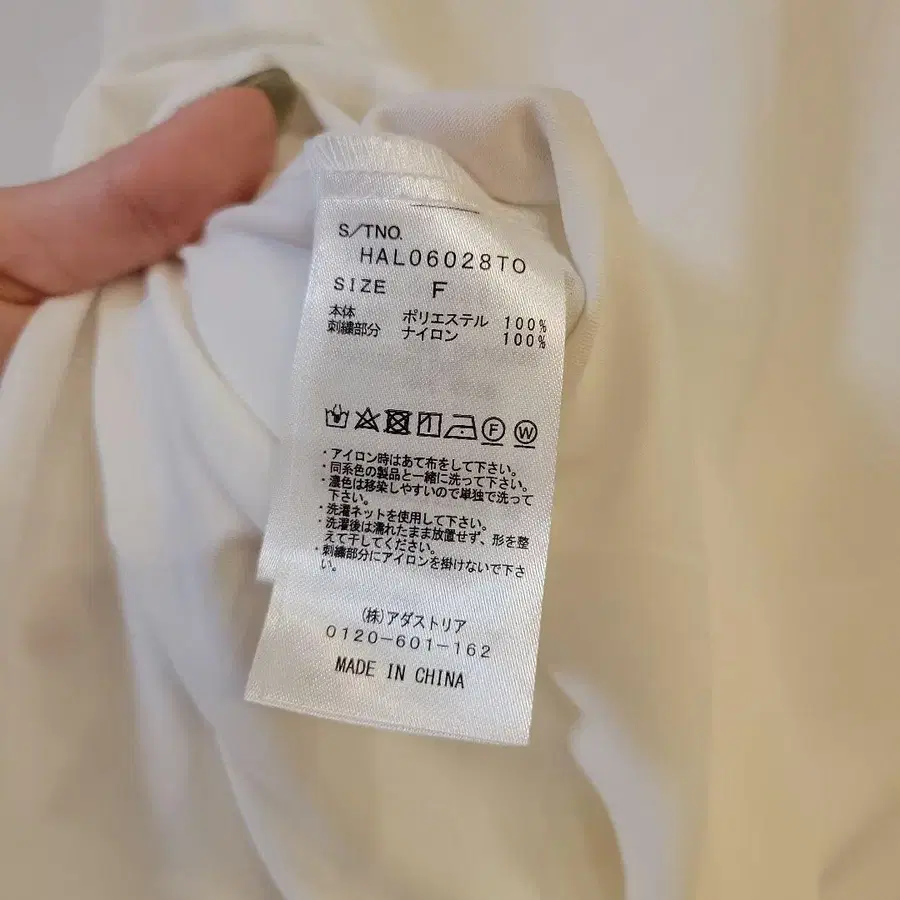 S/TNO.
HAL06028TO
SIZE F
本体 ポリエステル 100%
刺繍部分 ナイロン 100%
F W
・アイロン時はあて布をして下さい。
・同系色の製品と一緒に洗って下さい。
・濃色は移染しやすいので単独で洗って
下さい。
・洗濯ネットを使用して下さい。
・洗濯後は濡れたまま放置せず、形を整
えて干してください。
・刺繍部分にアイロンを掛けないで下さ
い。
(株)アダストリア
0120-601-162
MADE IN CHINA